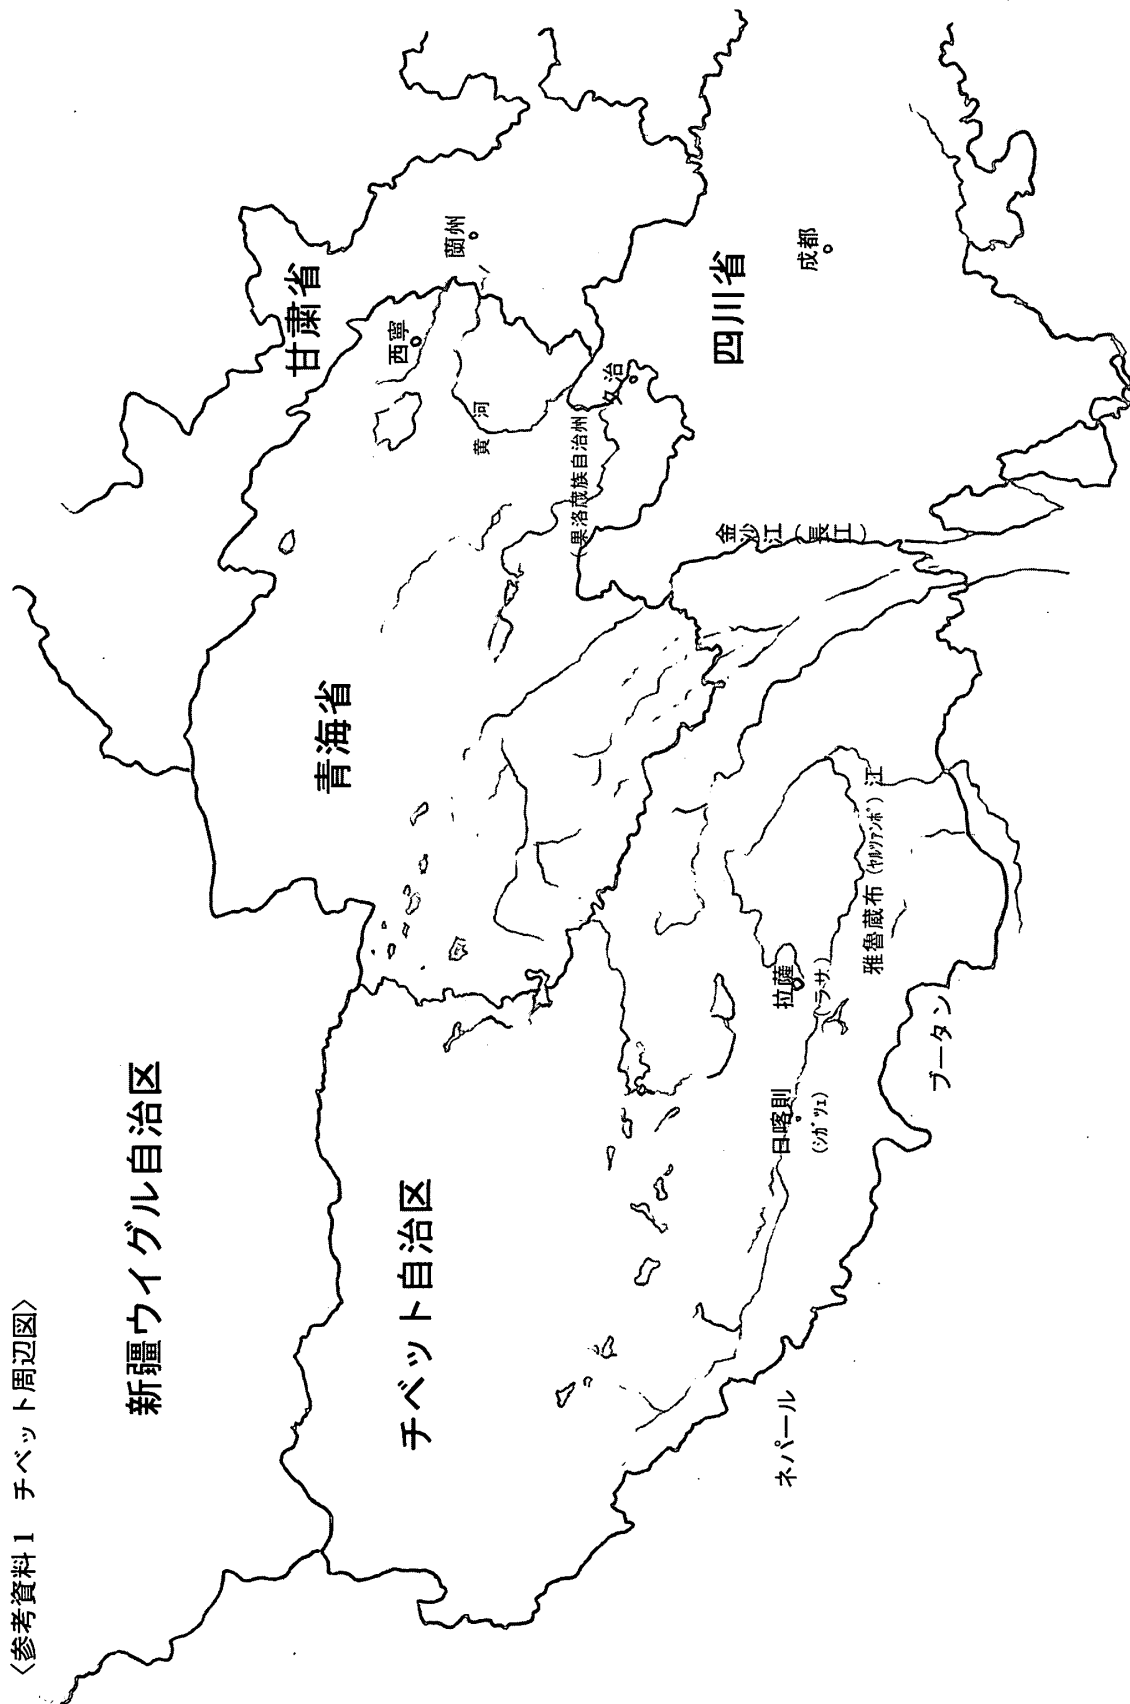 〈参考資料1 チベット周辺図〉
新疆ウイグル自治区
甘粛省
青海省
チベット自治区
西寧
蘭州
黄河
(果洛蔵族自治州
久治
四川省
成都
金沙江(長江)
拉薩
(ラサ)
日喀則
(シガツェ)
雅魯蔵布(ヤルツアンポ)江
ネパール
ブータン